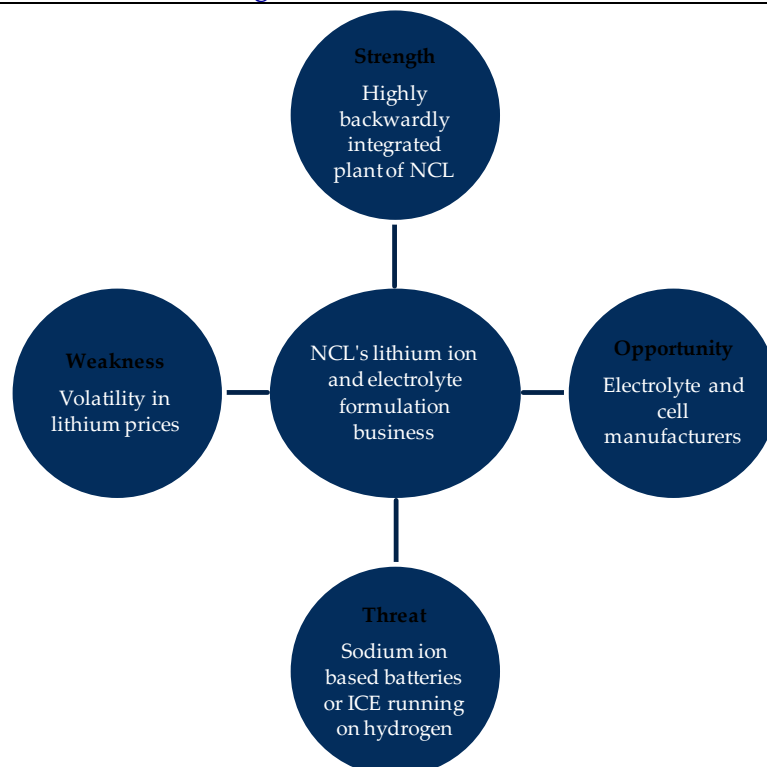 Strength
Highly
backwardly
integrated
plant of NCL
Weakness
Volatility in
lithium prices
NCL's lithium ion
and electrolyte
formulation
business
Opportunity
Electrolyte and
cell
manufacturers
Threat
Sodium ion
based batteries
or ICE running
on hydrogen